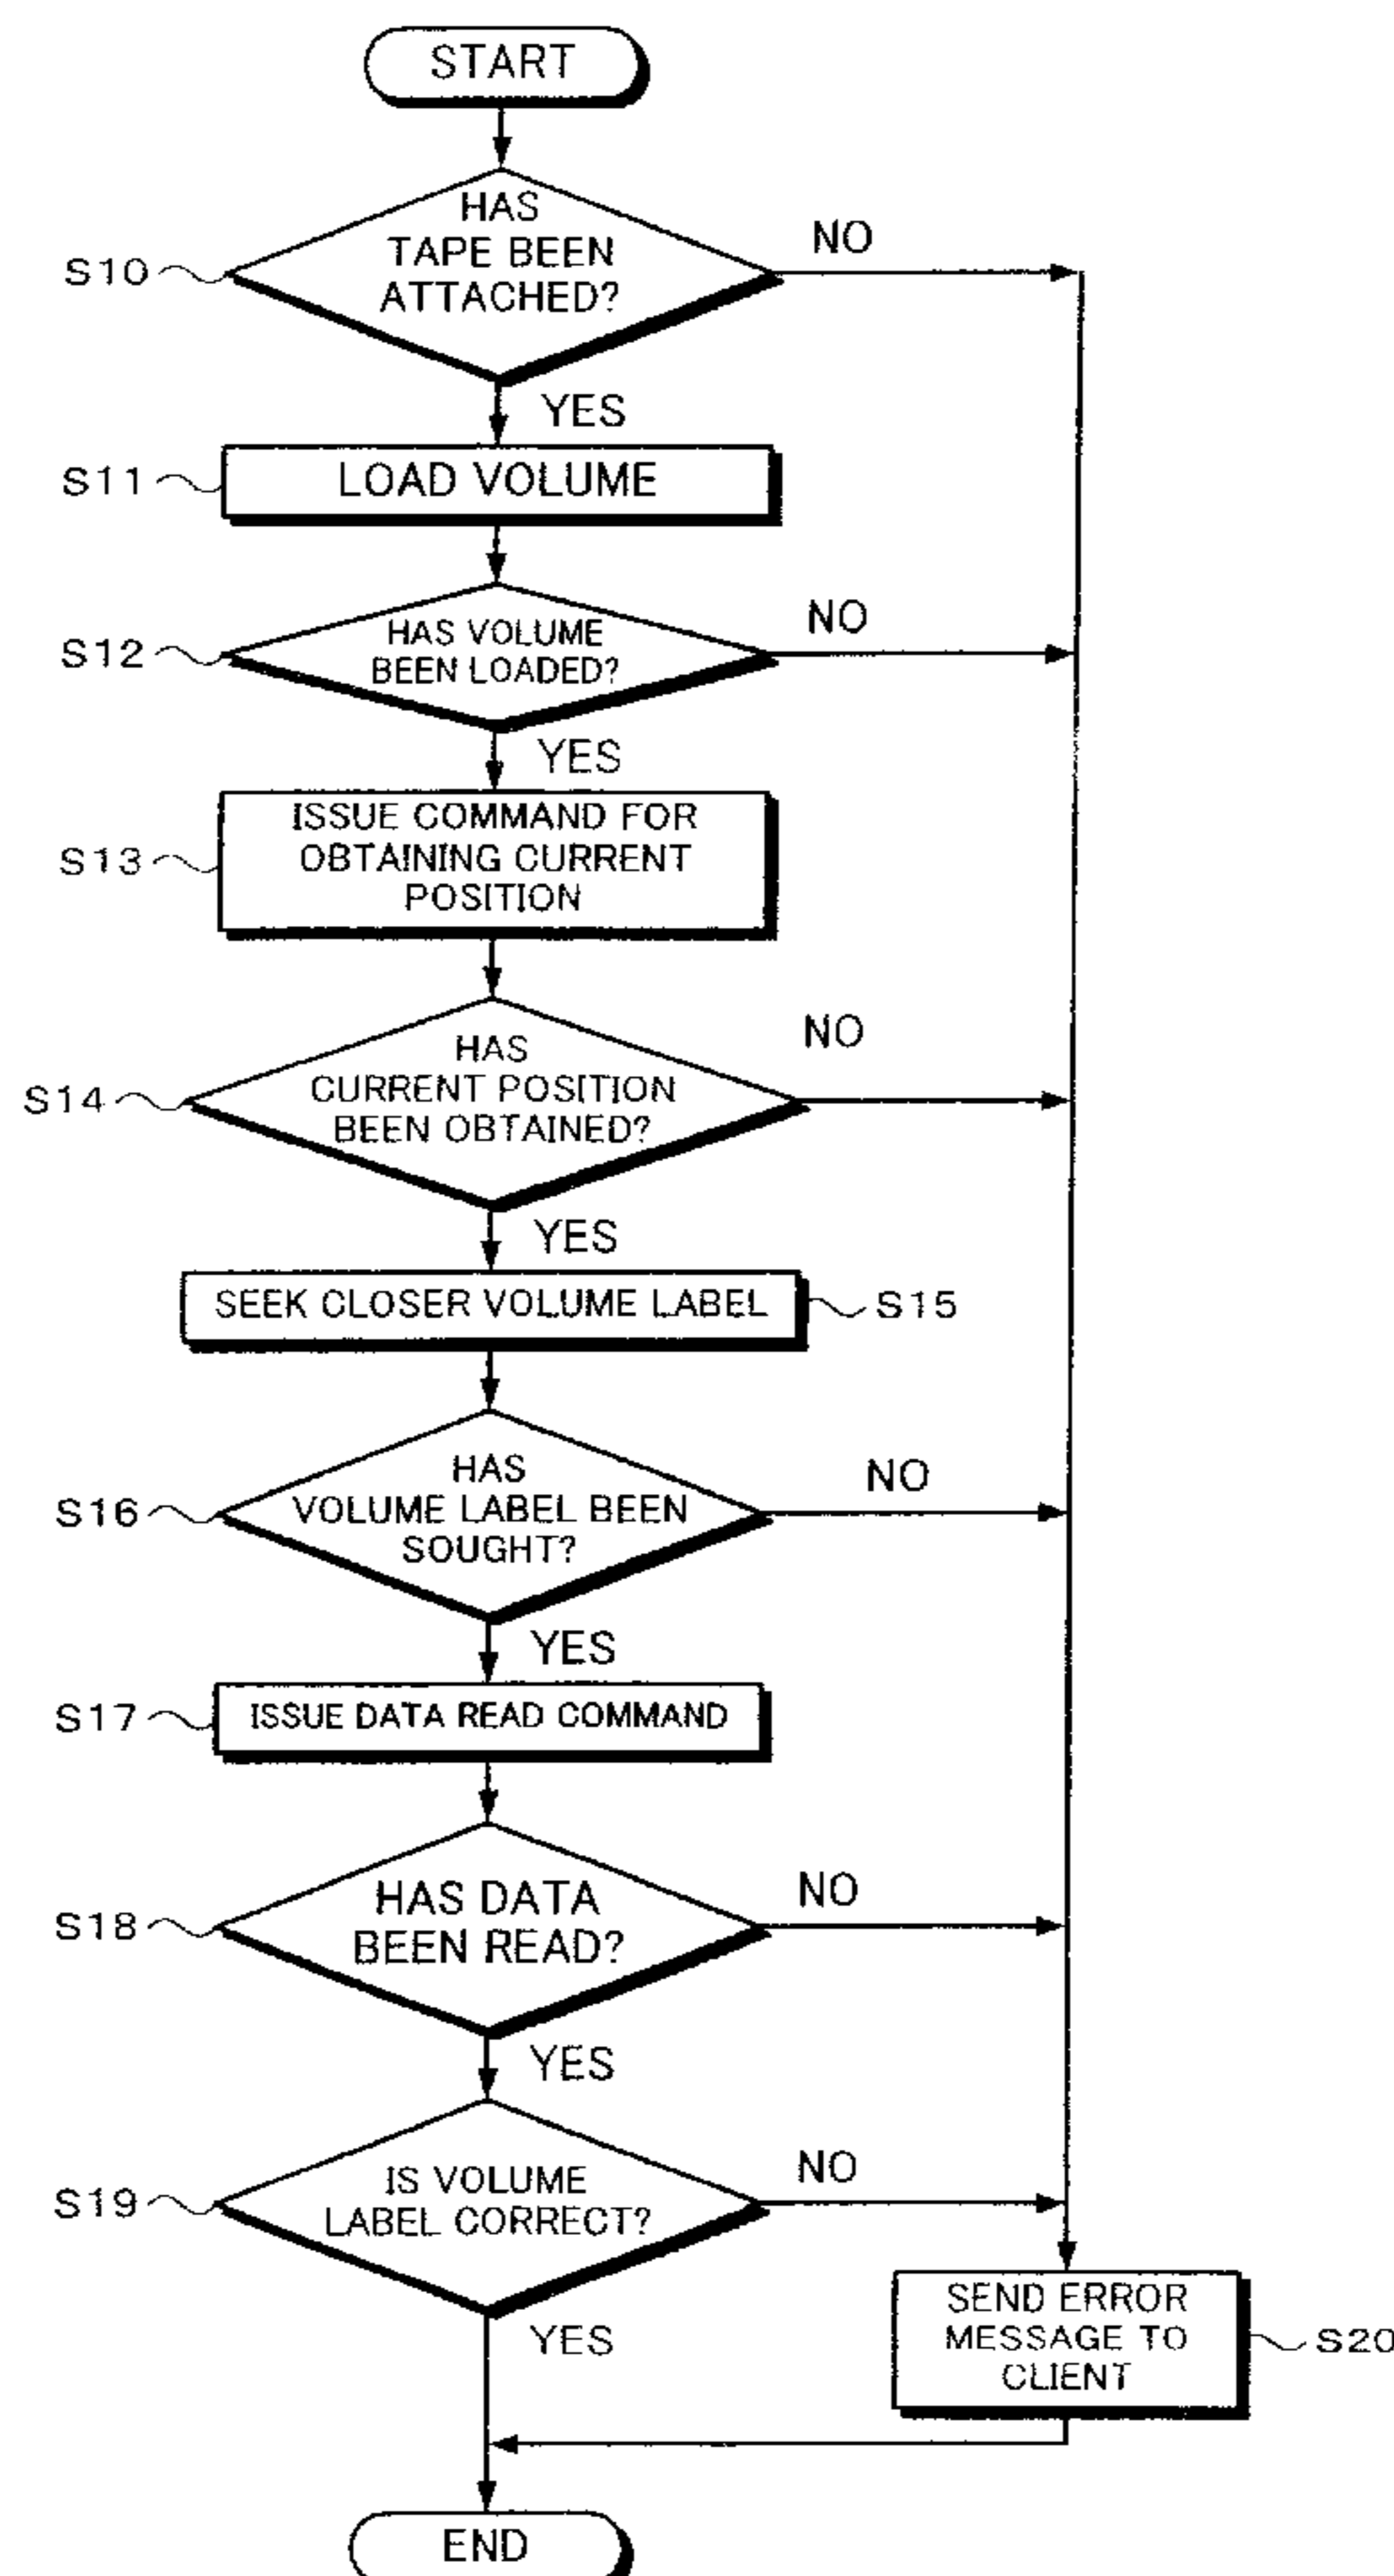 START
HAS
TAPE BEEN
ATTACHED?
NO
S10
YES
S11
LOAD VOLUME
S12
HAS VOLUME
BEEN LOADED?
NO
YES
S13
ISSUE COMMAND FOR
OBTAINING CURRENT
POSITION
S14
HAS
CURRENT POSITION
BEEN OBTAINED?
NO
YES
SEEK CLOSER VOLUME LABEL
S15
S16
HAS
VOLUME LABEL BEEN
SOUGHT?
NO
YES
S17
ISSUE DATA READ COMMAND
S18
HAS DATA
BEEN READ?
NO
YES
S19
IS VOLUME
LABEL CORRECT?
NO
YES
SEND ERROR
MESSAGE TO
CLIENT
S20
END